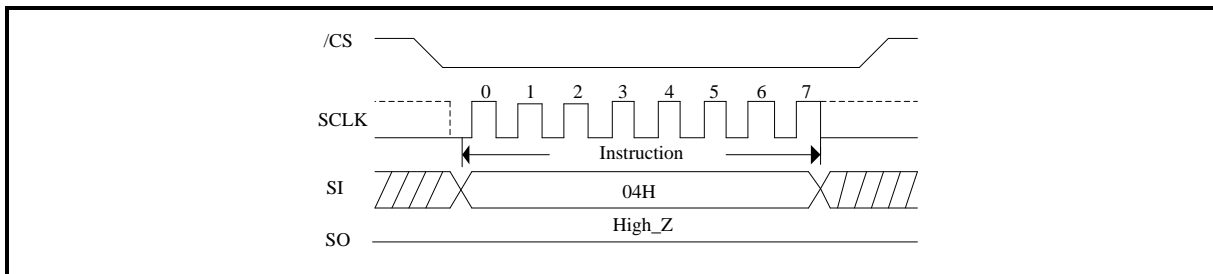 /CS
0 1 2 3 4 5 6 7
SCLK
Instruction
SI
04H
High_Z
SO